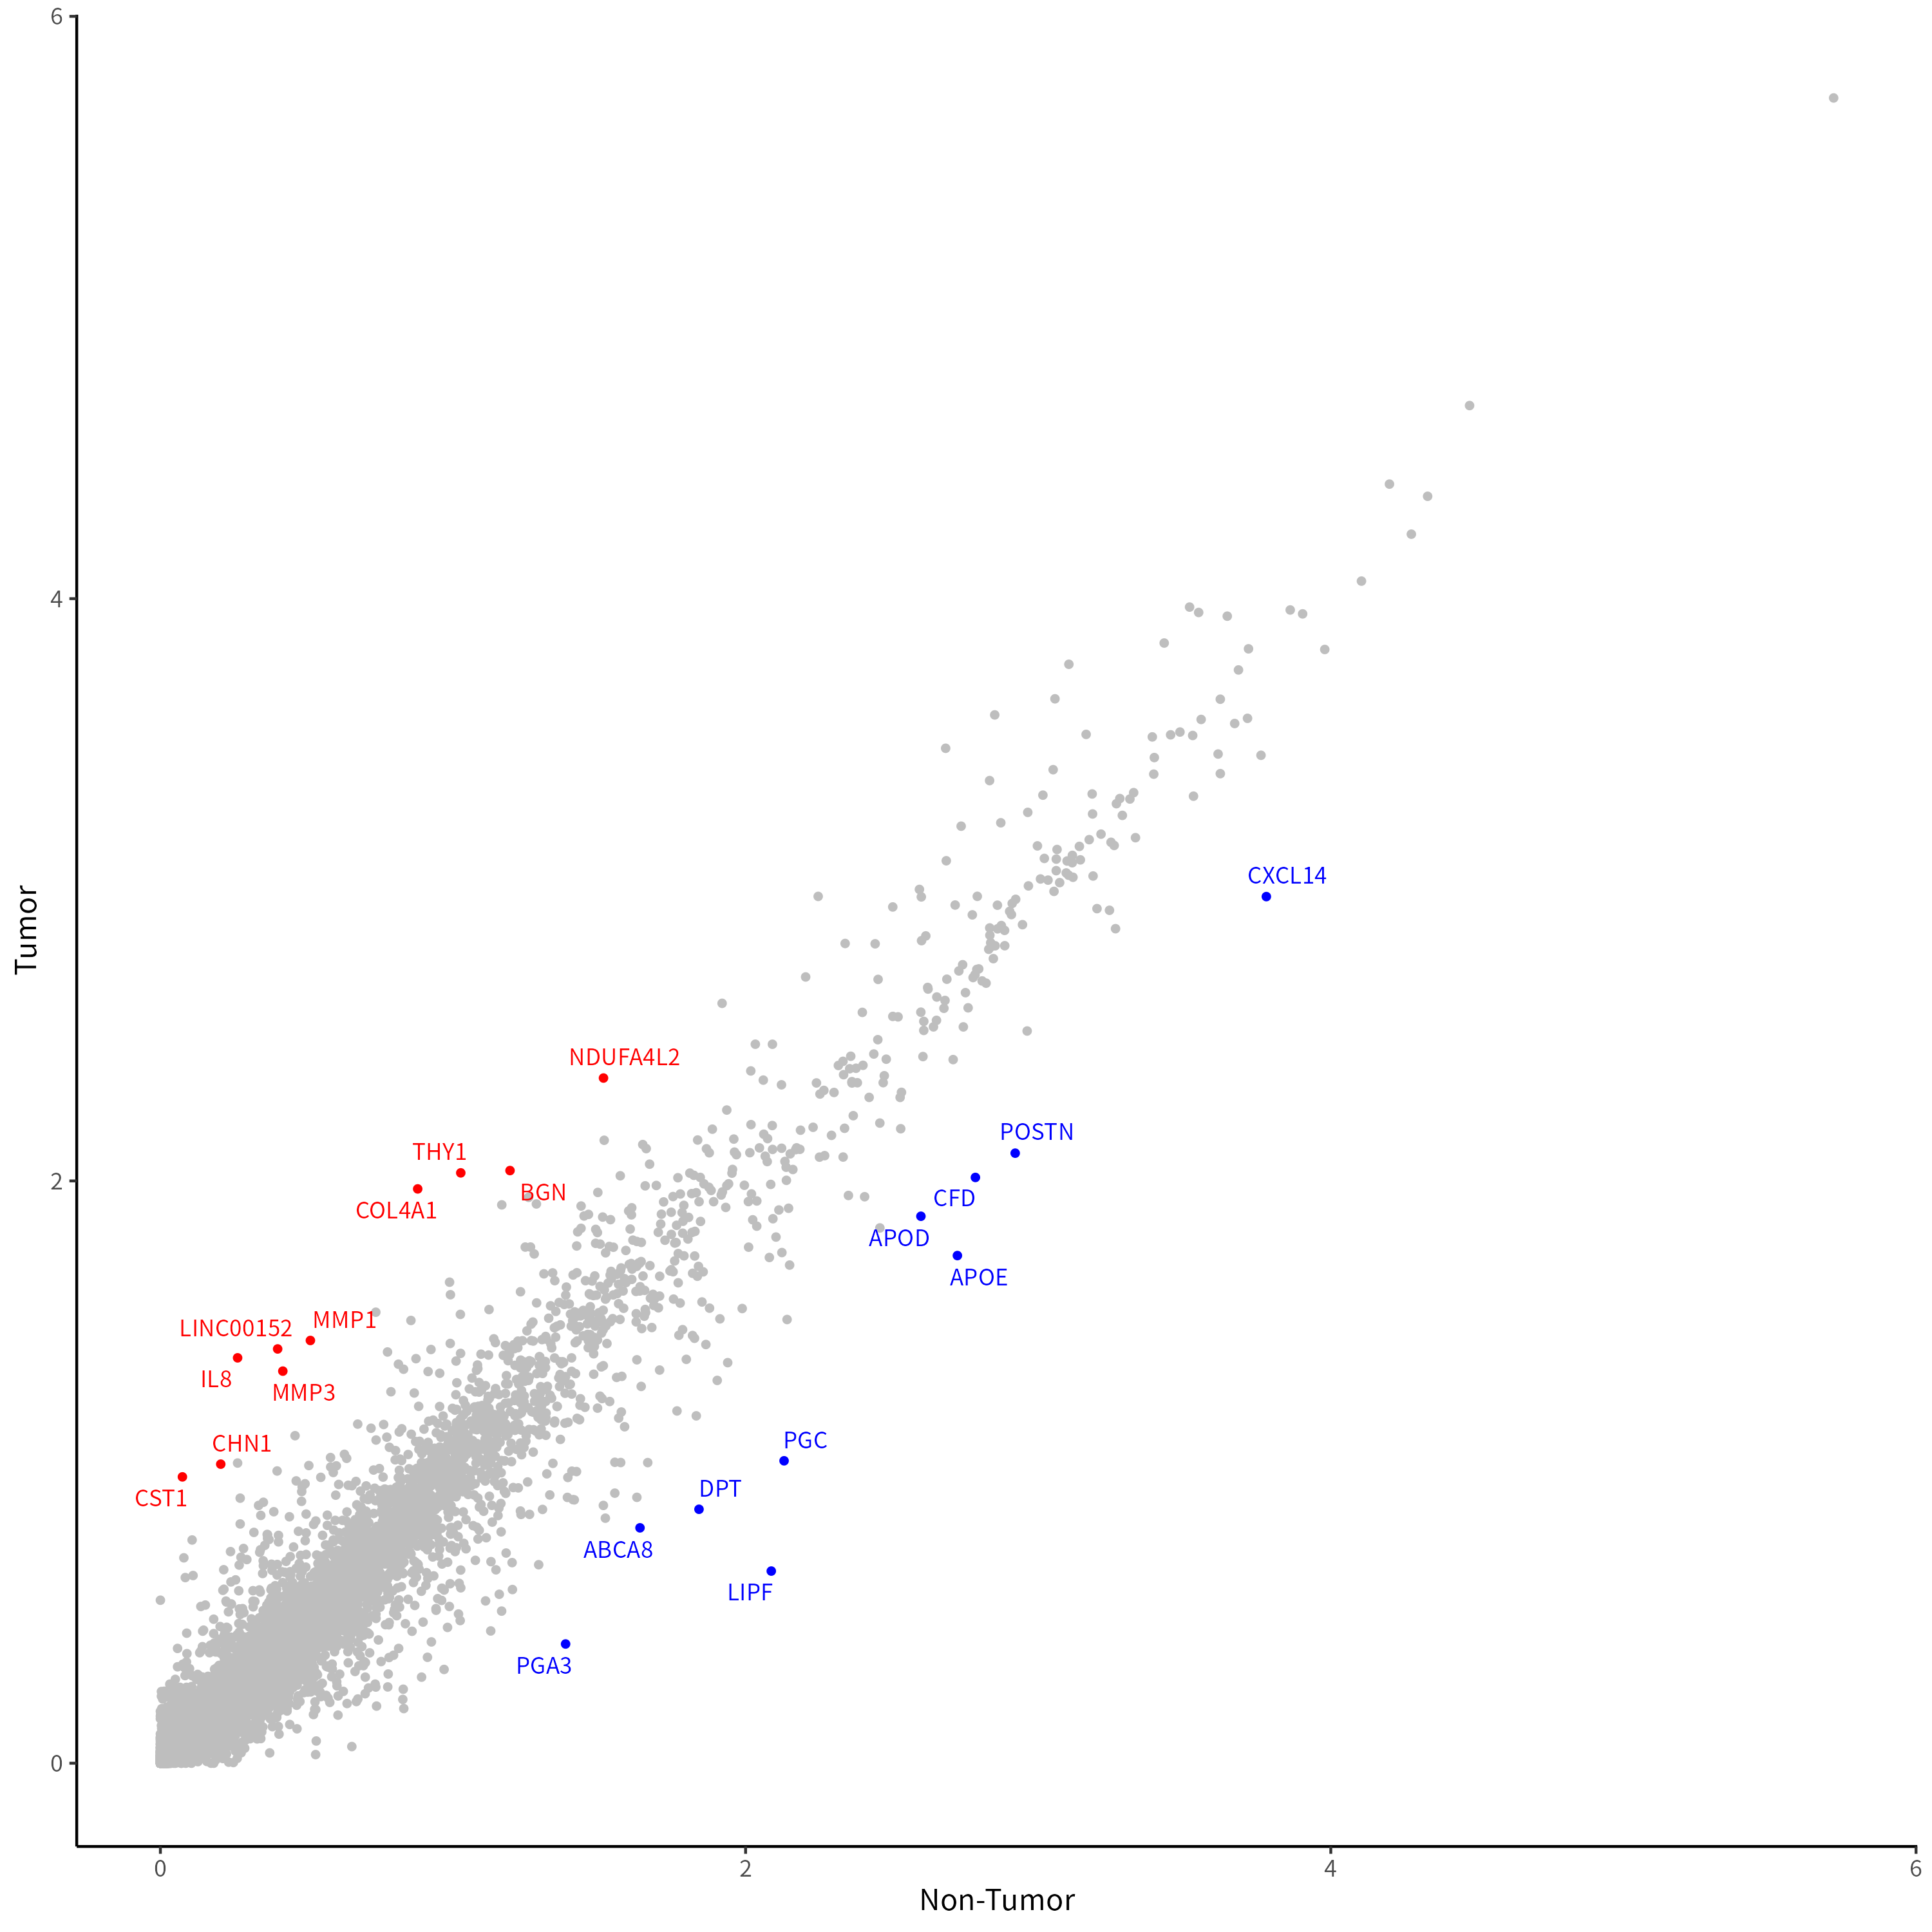 6
4
CXCL14
Tumor
NDUFA4L2
POSTN
THY1
2
BGN
CFD
COL4A1
APOD
APOE
MMP1
LINC00152
IL8
MMP3
CHN1
PGC
DPT
CST1
ABCA8
LIPF
PGA3
0
0
2
4
6
Non-Tumor